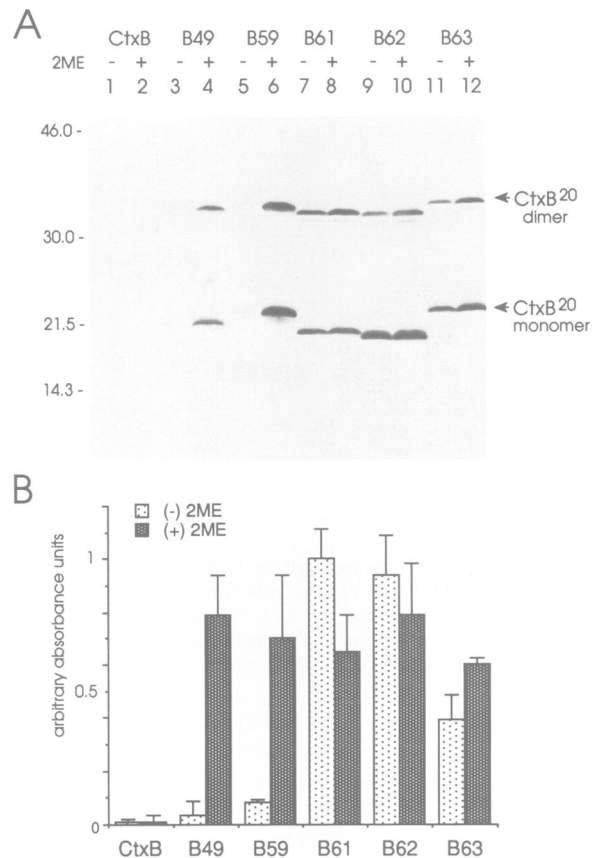 A
CtxB B49 B59 B61 B62 B63
2ME - + - + - + - + - + - +
1 2 3 4 5 6 7 8 9 10 11 12
46.0 -
CtxB20
dimer
30.0 -
CtxB20
21.5 -
monomer
14.3 -
B
(-) 2ME
(+) 2ME
arbitrary absorbance units
1
0.5
0
CtxB B49 B59 B61 B62 B63